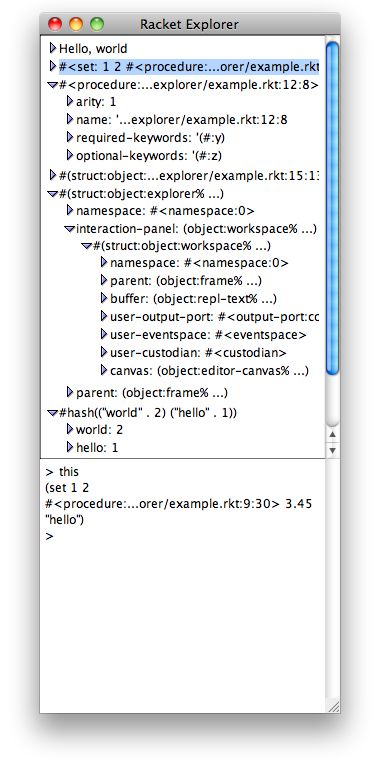 Racket Explorer
Hello, world
#<set: 1 2 #<procedure:...orer/example.rkt
#<procedure:...explorer/example.rkt:12:8>
arity: 1
name: '...explorer/example.rkt:12:8
required-keywords: '(#:y)
optional-keywords: '(#:z)
#(struct:object:...explorer/example.rkt:15:13
#(struct:object:explorer% ...)
namespace: #<namespace:0>
interaction-panel: (object:workspace% ...)
#(struct:object:workspace% ...)
namespace: #<namespace:0>
parent: (object:frame% ...)
buffer: (object:repl-text% ...)
user-output-port: #<output-port:cc
user-eventspace: #<eventspace>
user-custodian: #<custodian>
canvas: (object:editor-canvas% ...)
parent: (object:frame% ...)
#hash(("world" . 2) ("hello" . 1))
world: 2
hello: 1
> this
(set 1 2
#<procedure:...orer/example.rkt:9:30> 3.45
"hello")
>